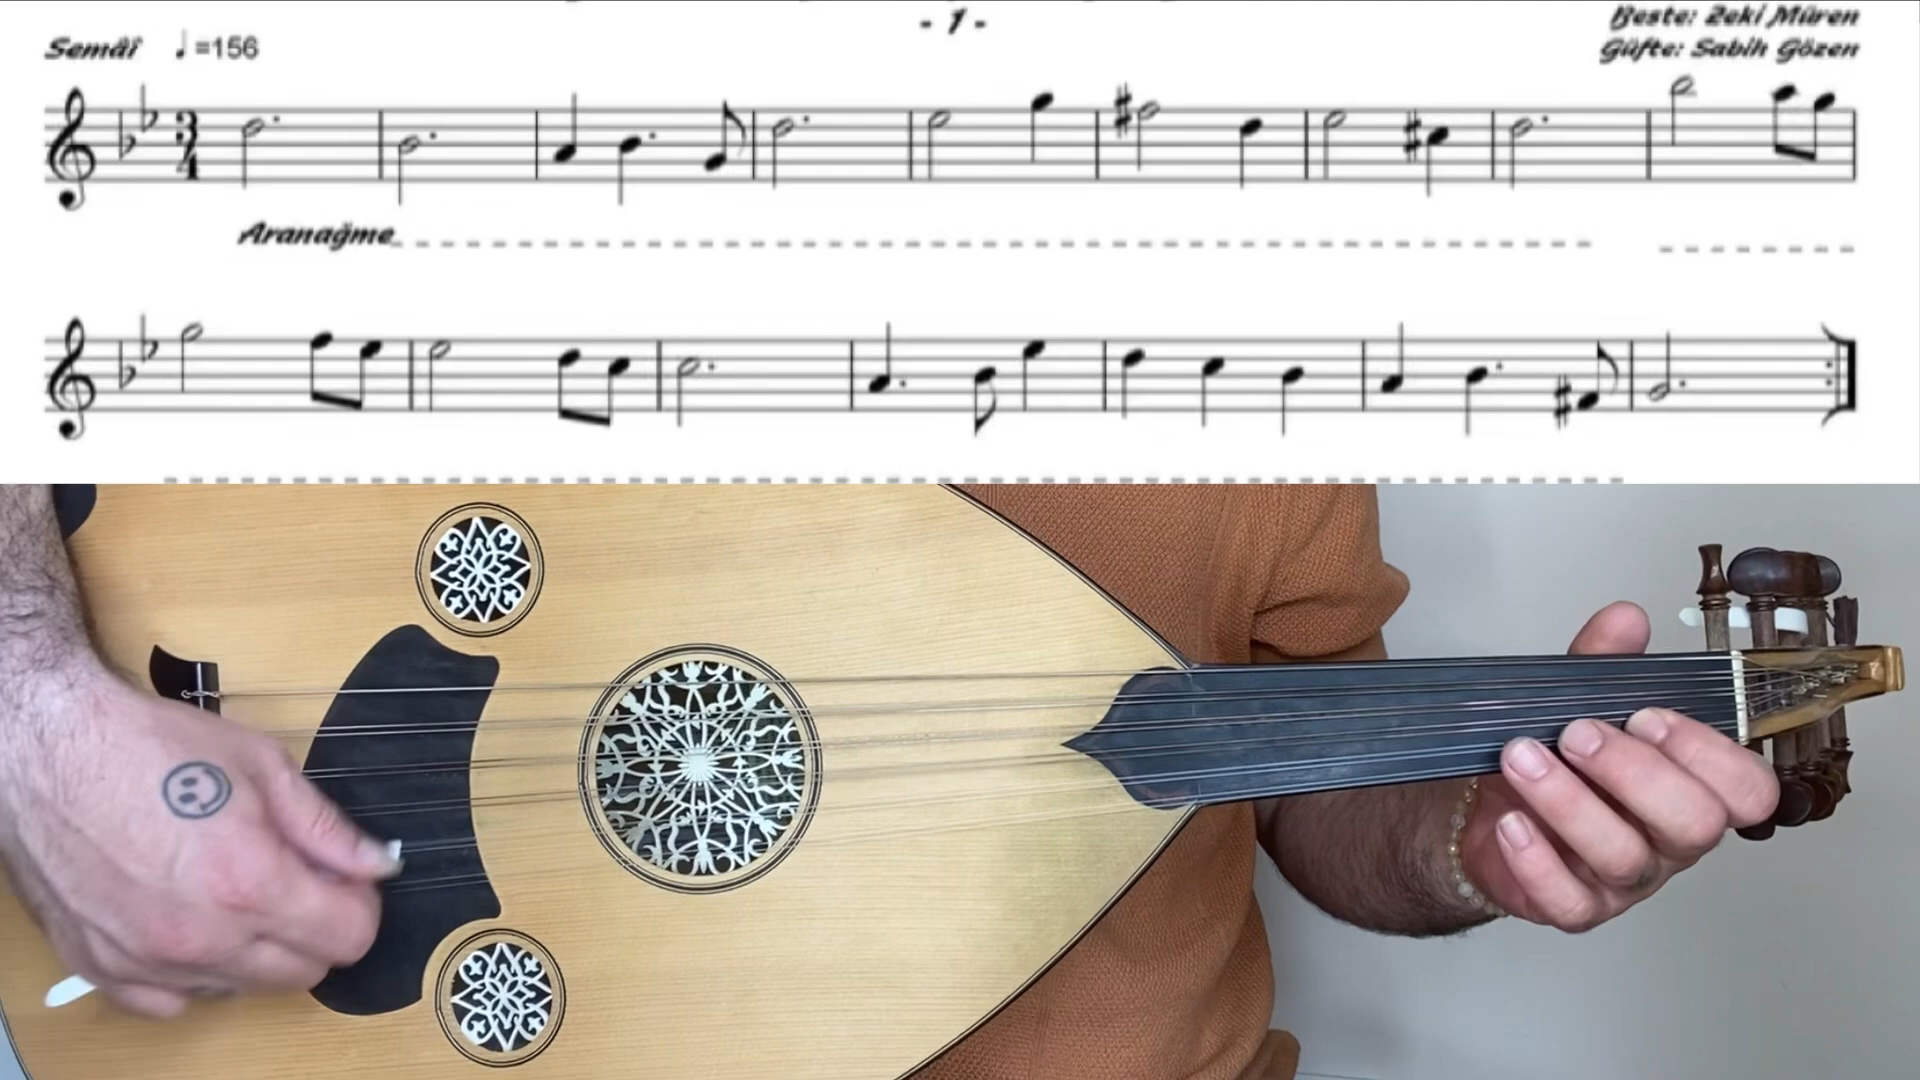 - 1 -
Beste: Zeki Müren
Semâî ♩=156
Güfte: Sabih Gözen
3
4
Aranağme